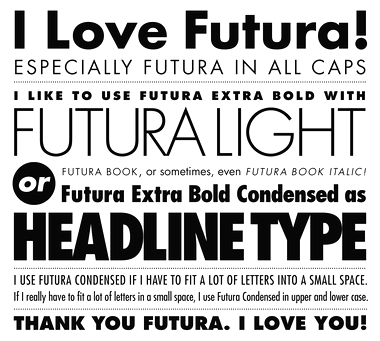 I Love Futura!
ESPECIALLY FUTURA IN ALL CAPS
I LIKE TO USE FUTURA EXTRA BOLD WITH
FUTURA LIGHT
or
FUTURA BOOK, or sometimes, even FUTURA BOOK ITALIC!
Futura Extra Bold Condensed as
HEADLINE TYPE
I USE FUTURA CONDENSED IF I HAVE TO FIT A LOT OF LETTERS INTO A SMALL SPACE.
If I really have to fit a lot of letters in a small space, I use Futura Condensed in upper and lower case.
THANK YOU FUTURA. I LOVE YOU!